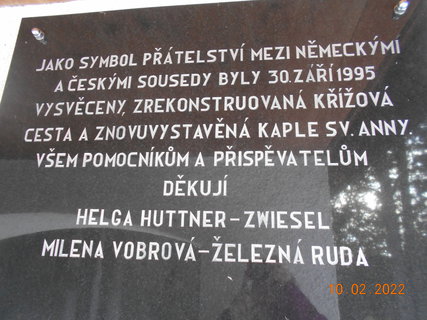 JAKO SYMBOL PŘÁTELSTVÍ MEZI NĚMECKÝMI
A ČESKÝMI SOUSEDY BYLY 30. ZÁŘÍ 1995
VYSVĚCENY, ZREKONSTRUOVANÁ KŘÍŽOVÁ
CESTA A ZNOVUVYSTAVĚNÁ KAPLE SV. ANNY.
VŠEM POMOCNÍKŮM A PŘISPĚVATELŮM
DĚKUJÍ
HELGA HUTTNER – ZWIESEL
MILENA VOBROVÁ – ŽELEZNÁ RUDA
10.02.2022